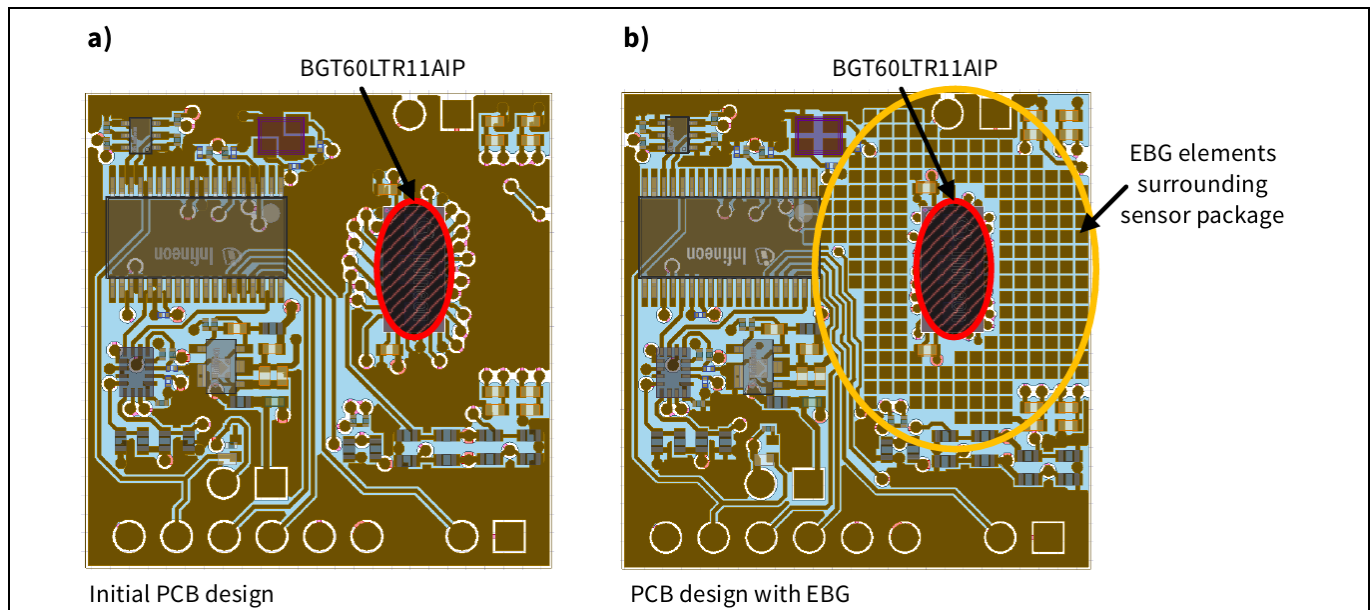 a)
BGT60LTR11AIP
Infineon
Initial PCB design
b)
BGT60LTR11AIP
EBG elements
surrounding
sensor package
Infineon
PCB design with EBG